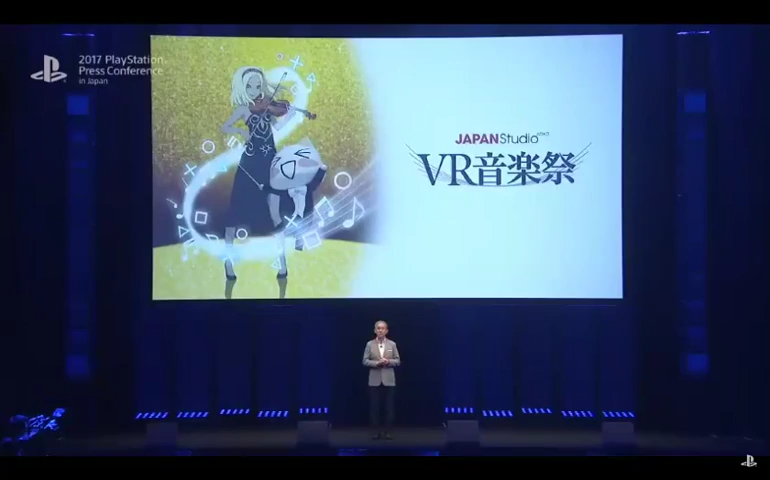 2017 PlayStation
Press Conference
in Japan
JAPANStudio
VR音楽祭